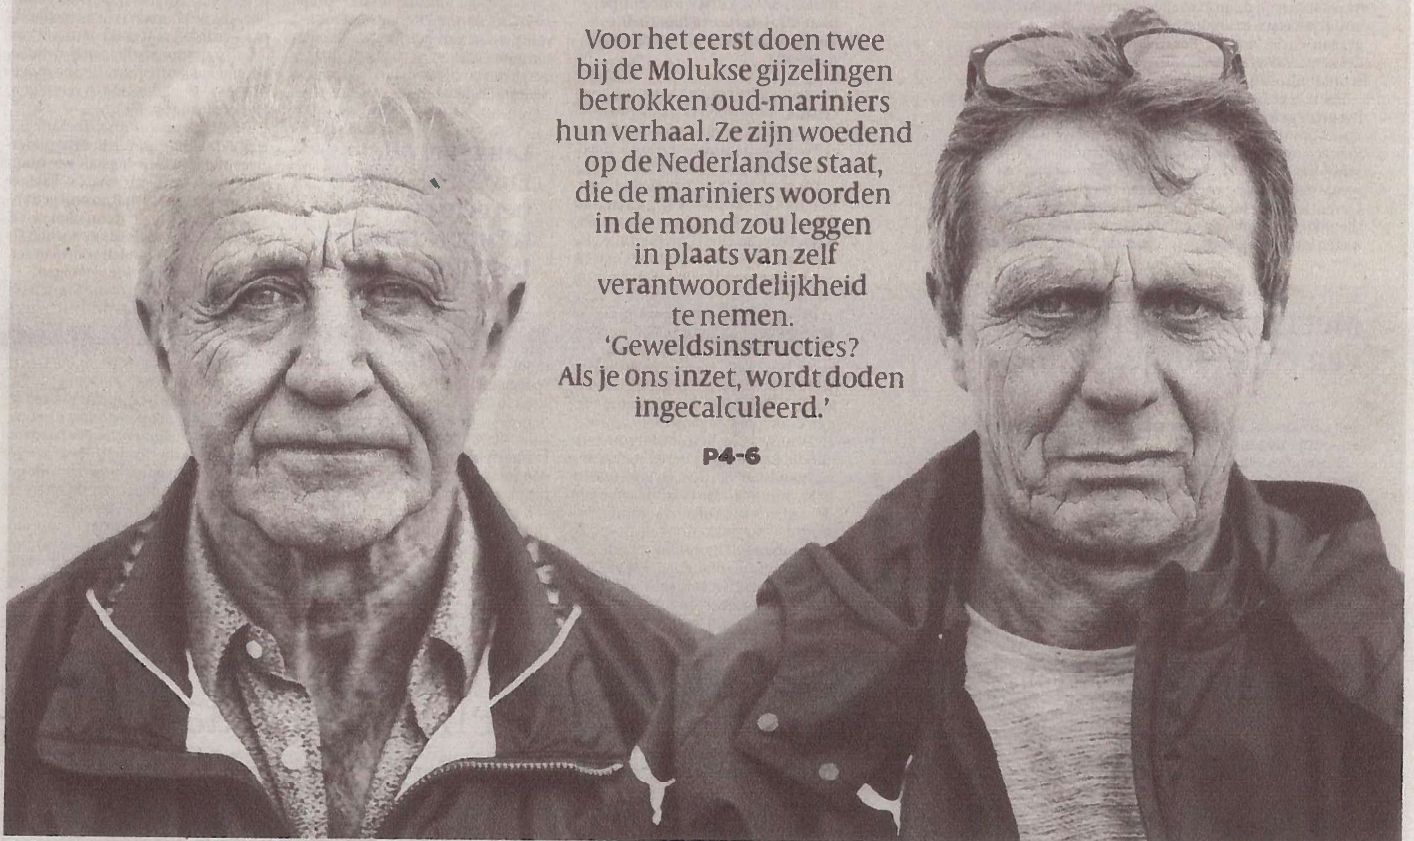 Voor het eerst doen twee
bij de Molukse gijzelingen
betrokken oud-mariniers
hun verhaal. Ze zijn woedend
op de Nederlandse staat,
die de mariniers woorden
in de mond zou leggen
in plaats van zelf
verantwoordelijkheid
te nemen.
‘Geweldsinstructies?
Als je ons inzet, wordt doden
ingecalculeerd.’
P4-6